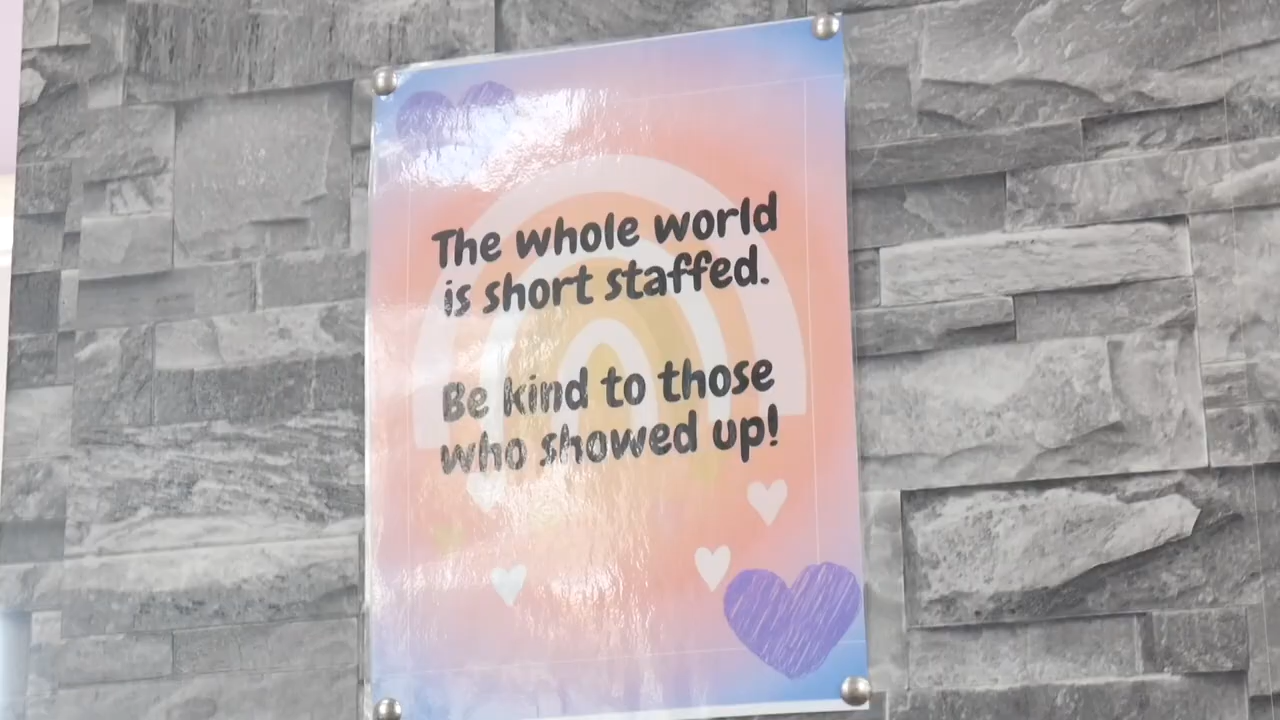 The whole world
is short staffed.
Be kind to those
who showed up!